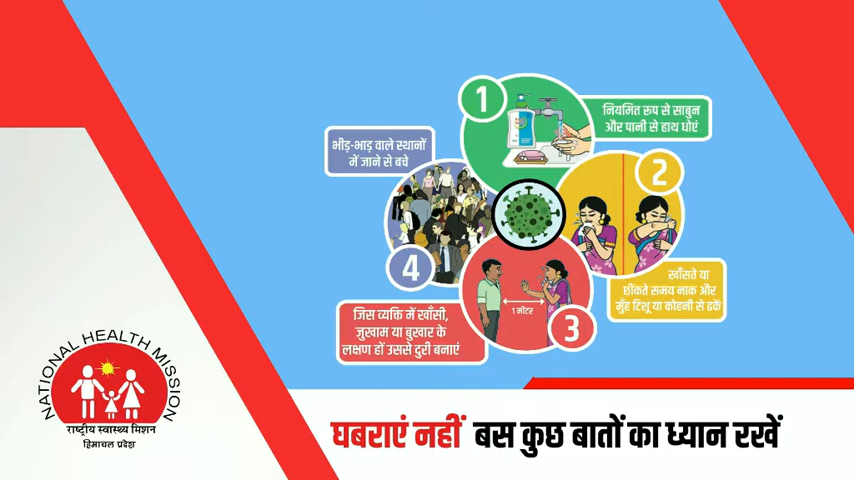 1
नियमित रूप से साबुन
और पानी से हाथ धोएं
2
खाँसते या
छींकते समय नाक और
मुँह टिशू या कोहनी से ढकें
1 मीटर
3
जिस व्यक्ति में खाँसी,
जुखाम या बुखार के
लक्षण हों उससे दुरी बनाएं
4
भीड़-भाड़ वाले स्थानों
में जाने से बचे
NATIONAL HEALTH MISSION
राष्ट्रीय स्वास्थ्य मिशन
हिमाचल प्रदेश
घबराएं नहीं बस कुछ बातों का ध्यान रखें